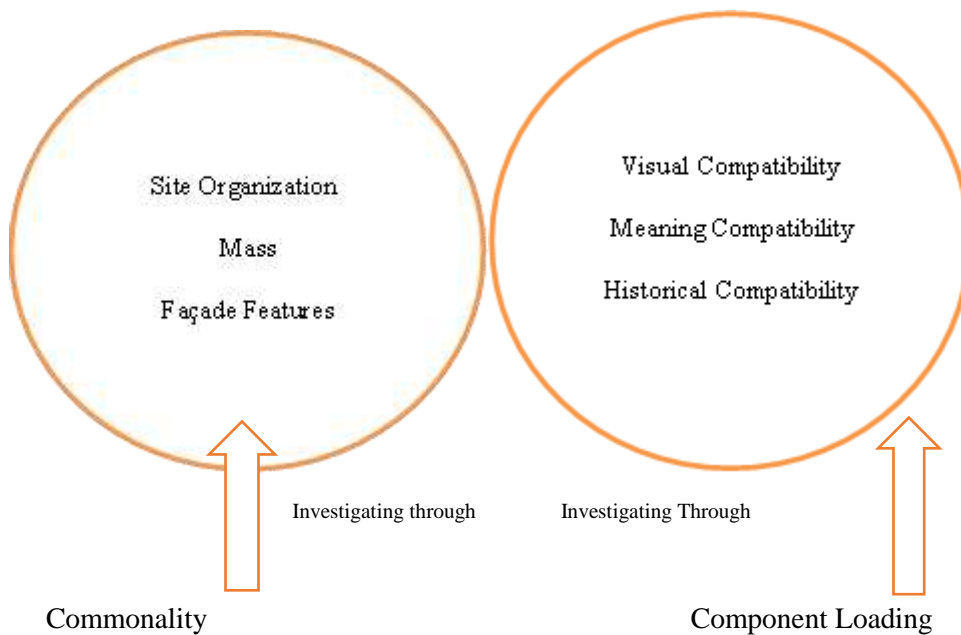 Site Organization
Mass
Façade Features
Visual Compatibility
Meaning Compatibility
Historical Compatibility
Investigating through
Investigating Through
Commonality
Component Loading